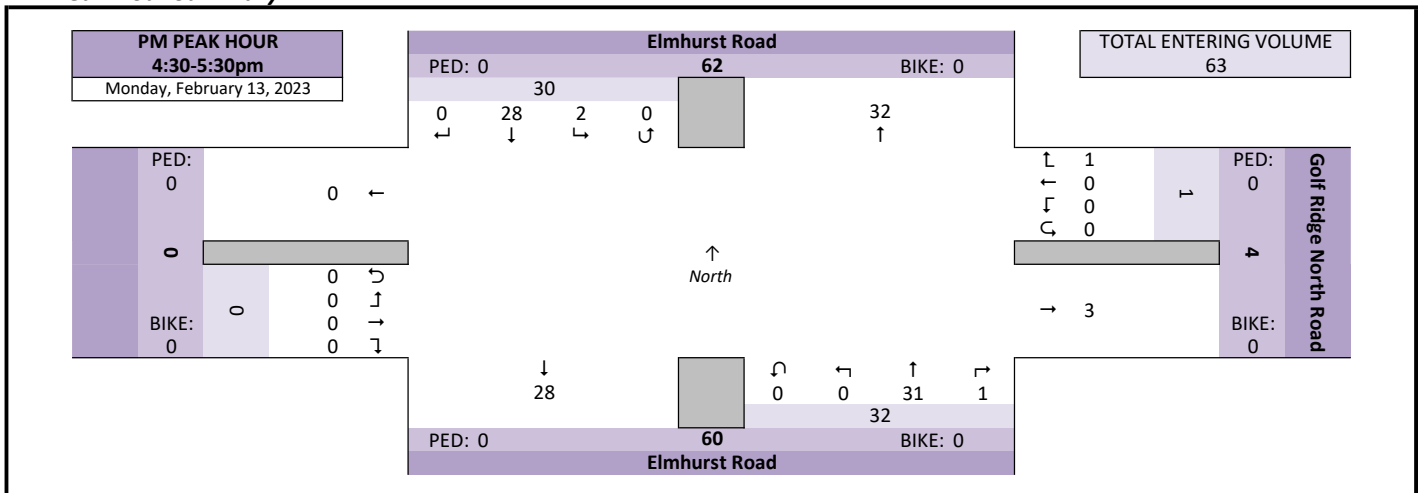 PM PEAK HOUR
4:30-5:30pm
Monday, February 13, 2023
Elmhurst Road
PED: 0 62 BIKE: 0
TOTAL ENTERING VOLUME
63
30
0 28 2 0
32
↵ ↓ ↳ ↺
↑
PED:
0
0 ←
0
0
BIKE:
0
0 ⮌
0 ↰
0 →
0 ↴
↑
North
↱ 1
← 0
↲ 0
⮎ 0
1
→ 3
PED:
0
4
BIKE:
0
Golf Ridge North Road
↓
28
↶ ↰ ↑ ↱
0 0 31 1
32
PED: 0 60 BIKE: 0
Elmhurst Road